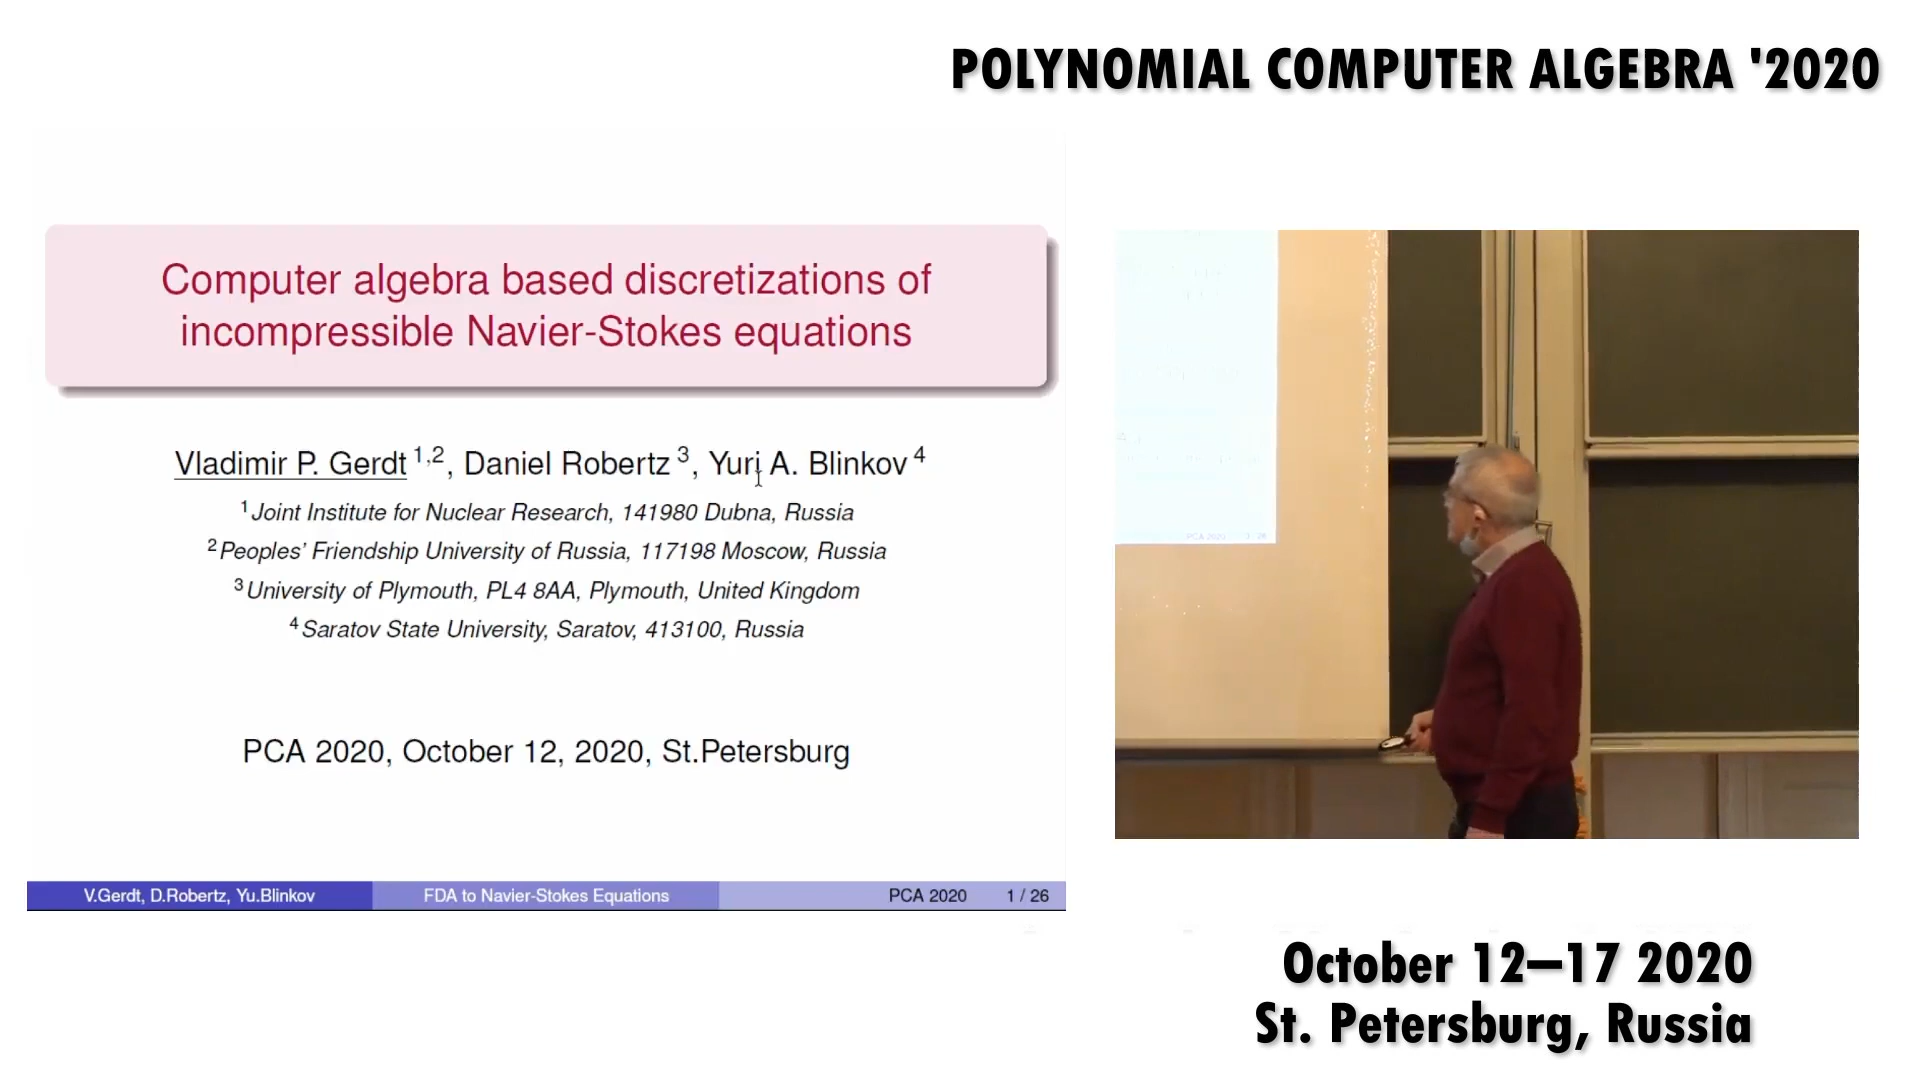 POLYNOMIAL COMPUTER ALGEBRA '2020
Computer algebra based discretizations of
incompressible Navier-Stokes equations
Vladimir P. Gerdt 1,2, Daniel Robertz 3, Yuri A. Blinkov 4
1 Joint Institute for Nuclear Research, 141980 Dubna, Russia
2 Peoples' Friendship University of Russia, 117198 Moscow, Russia
3 University of Plymouth, PL4 8AA, Plymouth, United Kingdom
4 Saratov State University, Saratov, 413100, Russia
PCA 2020, October 12, 2020, St.Petersburg
V.Gerdt, D.Robertz, Yu.Blinkov FDA to Navier-Stokes Equations PCA 2020 1 / 26
PCA 2020
October 12–17 2020
St. Petersburg, Russia